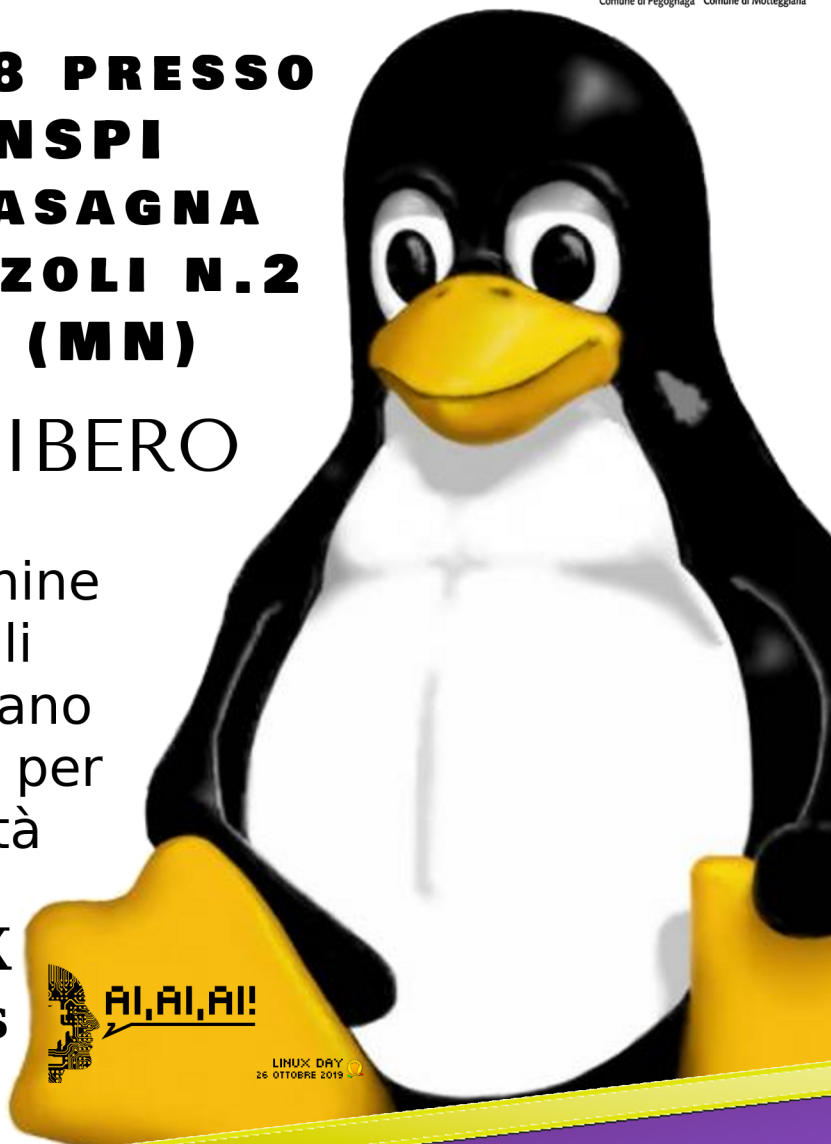 Comune di Pegognaga Comune di Motteggiana
8 PRESSO
NSPI
ASAGNA
ZOLI N.2
(MN)
IBERO
nine
li
ano
per
tà
X
s
AI,AI,AI!
LINUX DAY
26 OTTOBRE 2019